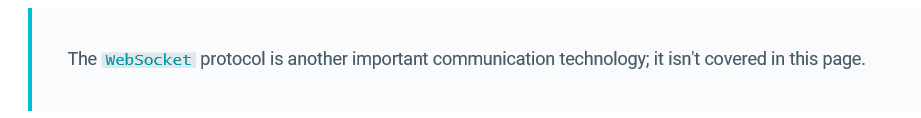 The WebSocket protocol is another important communication technology; it isn't covered in this page.